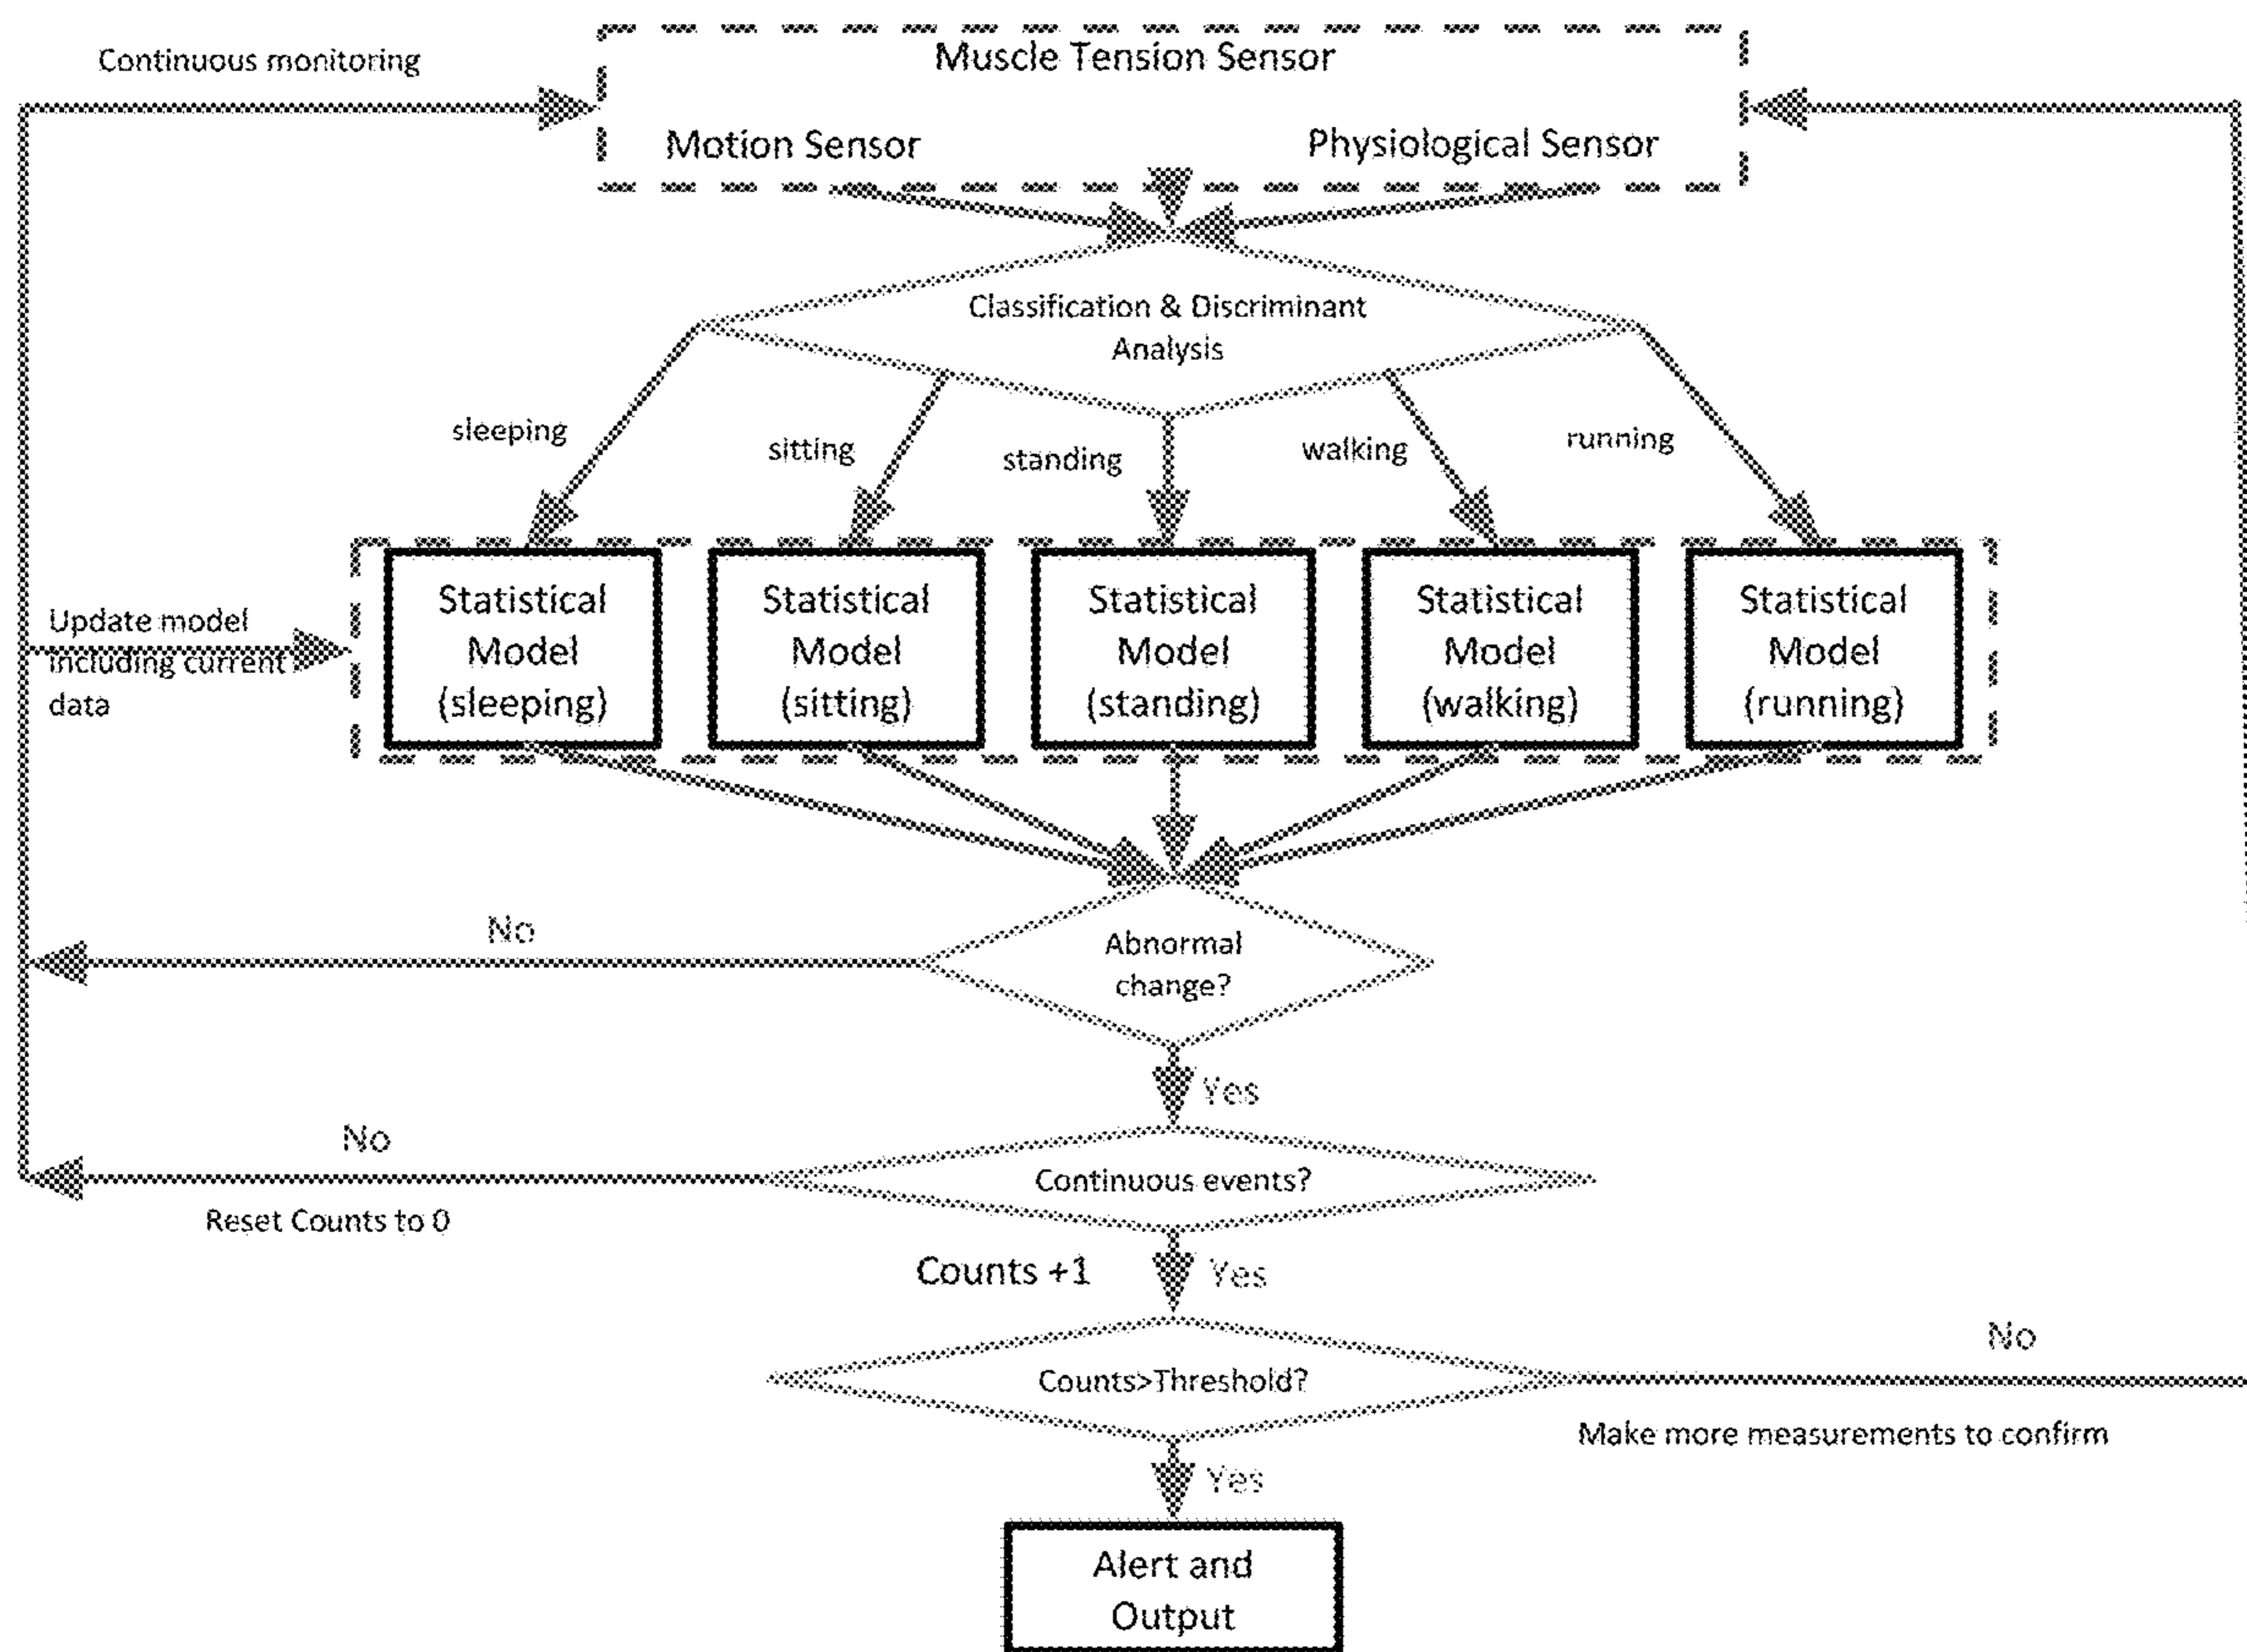 Continuous monitoring
Muscle Tension Sensor
Motion Sensor
Physiological Sensor
Classification & Discriminant
Analysis
sleeping
sitting
standing
walking
running
Update model
including current
data
Statistical
Model
(sleeping)
Statistical
Model
(sitting)
Statistical
Model
(standing)
Statistical
Model
(walking)
Statistical
Model
(running)
No
Abnormal
change?
Yes
No
Continuous events?
Reset Counts to 0
Counts +1
Yes
No
Counts>Threshold?
Make more measurements to confirm
Yes
Alert and
Output